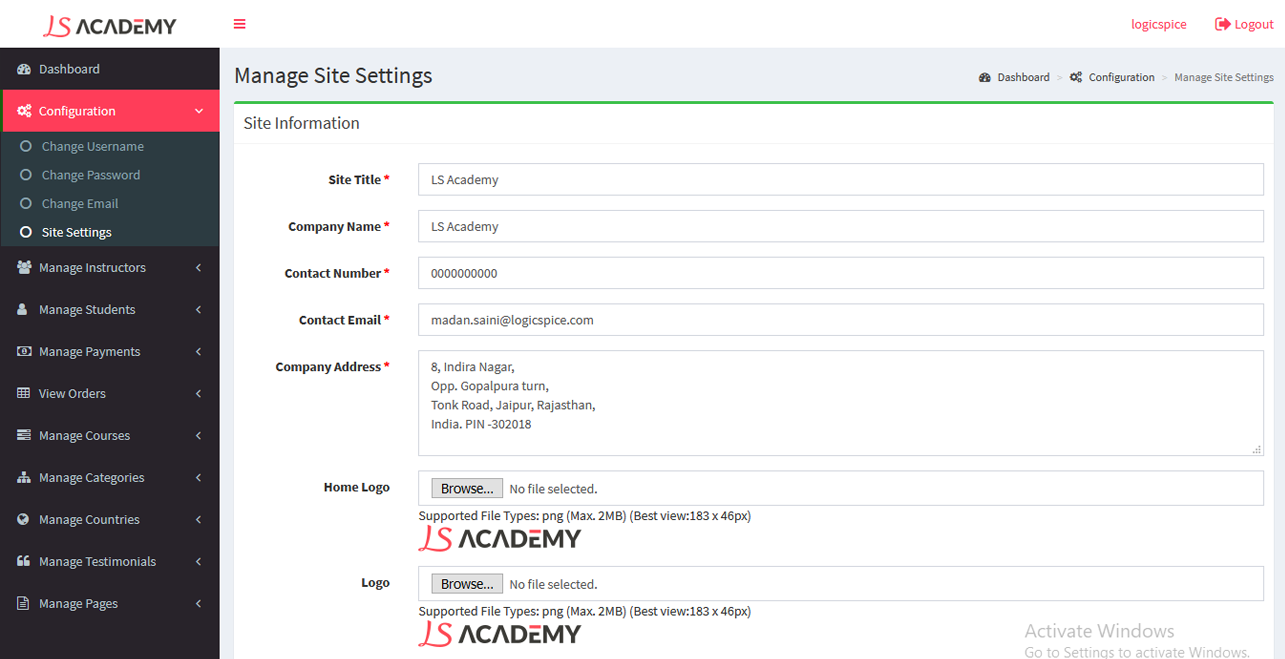 LS ACADEMY
logicspice
Logout
Dashboard
Configuration
Change Username
Change Password
Change Email
Site Settings
Manage Instructors
Manage Students
Manage Payments
View Orders
Manage Courses
Manage Categories
Manage Countries
Manage Testimonials
Manage Pages
Manage Site Settings
Dashboard > Configuration > Manage Site Settings
Site Information
Site Title * LS Academy
Company Name * LS Academy
Contact Number * 0000000000
Contact Email * madan.saini@logicspice.com
Company Address * 8, Indira Nagar,
Opp. Gopalpura turn,
Tonk Road, Jaipur, Rajasthan,
India. PIN -302018
Home Logo Browse... No file selected.
Supported File Types: png (Max. 2MB) (Best view:183 x 46px)
LS ACADEMY
Logo Browse... No file selected.
Supported File Types: png (Max. 2MB) (Best view:183 x 46px)
LS ACADEMY
Activate Windows
Go to Settings to activate Windows.